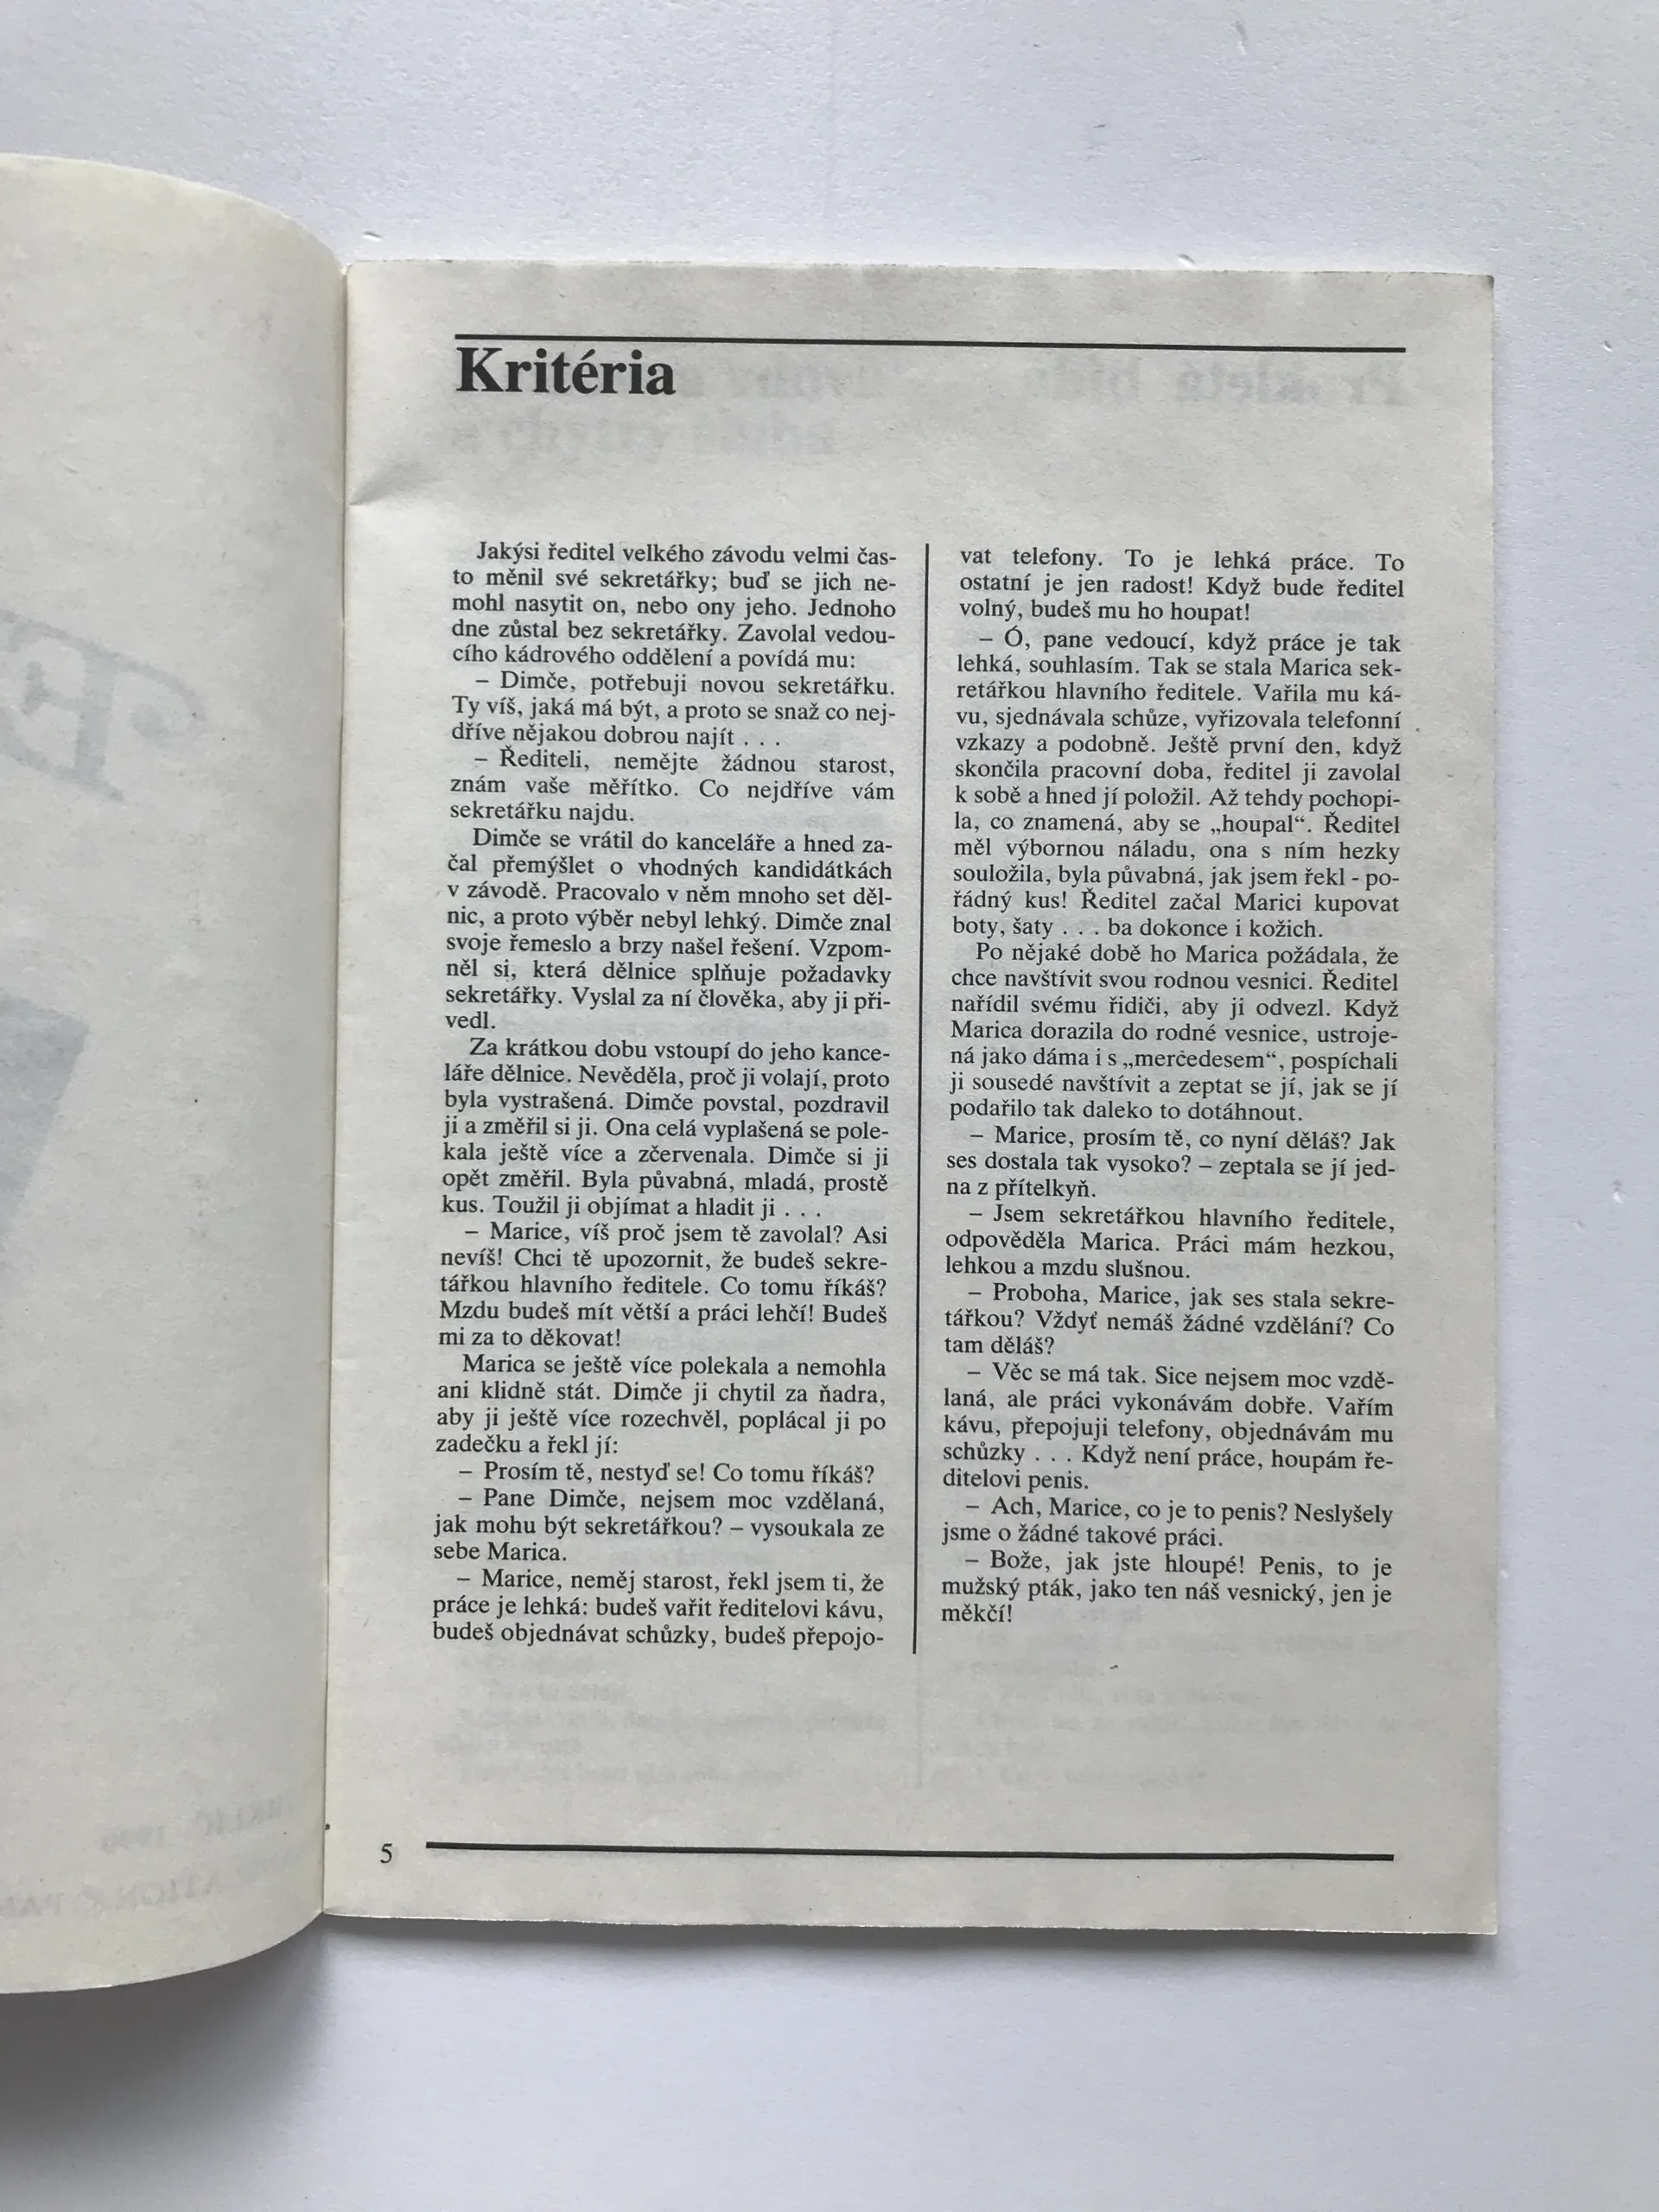 Kritéria
Jakýsi ředitel velkého závodu velmi čas-
to měnil své sekretářky; buď se jich ne-
mohl nasytit on, nebo ony jeho. Jednoho
dne zůstal bez sekretářky. Zavolal vedou-
cího kádrového oddělení a povídá mu:
– Dimče, potřebuji novou sekretářku.
Ty víš, jaká má být, a proto se snaž co nej-
dříve nějakou dobrou najít . . .
– Řediteli, nemějte žádnou starost,
znám vaše měřítko. Co nejdříve vám
sekretářku najdu.
Dimče se vrátil do kanceláře a hned za-
čal přemýšlet o vhodných kandidátkách
v závodě. Pracovalo v něm mnoho set děl-
nic, a proto výběr nebyl lehký. Dimče znal
svoje řemeslo a brzy našel řešení. Vzpom-
něl si, která dělnice splňuje požadavky
sekretářky. Vyslal za ní člověka, aby ji při-
vedl.
Za krátkou dobu vstoupí do jeho kance-
láře dělnice. Nevěděla, proč ji volají, proto
byla vystrašená. Dimče povstal, pozdravil
ji a změřil si ji. Ona celá vyplašená se pole-
kala ještě více a zčervenala. Dimče si ji
opět změřil. Byla půvabná, mladá, prostě
kus. Toužil ji objímat a hladit ji . . .
– Marice, víš proč jsem tě zavolal? Asi
nevíš! Chci tě upozornit, že budeš sekre-
tářkou hlavního ředitele. Co tomu říkáš?
Mzdu budeš mít větší a práci lehčí! Budeš
mi za to děkovat!
Marica se ještě více polekala a nemohla
ani klidně stát. Dimče ji chytil za ňadra,
aby ji ještě více rozechvěl, poplácal ji po
zadečku a řekl jí:
– Prosím tě, nestyď se! Co tomu říkáš?
– Pane Dimče, nejsem moc vzdělaná,
jak mohu být sekretářkou? – vysoukala ze
sebe Marica.
– Marice, neměj starost, řekl jsem ti, že
práce je lehká: budeš vařit ředitelovi kávu,
budeš objednávat schůzky, budeš přepojo-
vat telefony. To je lehká práce. To
ostatní je jen radost! Když bude ředitel
volný, budeš mu ho houpat!
– Ó, pane vedoucí, když práce je tak
lehká, souhlasím. Tak se stala Marica sek-
retářkou hlavního ředitele. Vařila mu ká-
vu, sjednávala schůze, vyřizovala telefonní
vzkazy a podobně. Ještě první den, když
skončila pracovní doba, ředitel ji zavolal
k sobě a hned jí položil. Až tehdy pochopi-
la, co znamená, aby se „houpal“. Ředitel
měl výbornou náladu, ona s ním hezky
souložila, byla půvabná, jak jsem řekl - po-
řádný kus! Ředitel začal Marici kupovat
boty, šaty . . . ba dokonce i kožich.
Po nějaké době ho Marica požádala, že
chce navštívit svou rodnou vesnici. Ředitel
nařídil svému řidiči, aby ji odvezl. Když
Marica dorazila do rodné vesnice, ustroje-
ná jako dáma i s „mercedesem“, pospíchali
ji sousedé navštívit a zeptat se jí, jak se jí
podařilo tak daleko to dotáhnout.
– Marice, prosím tě, co nyní děláš? Jak
ses dostala tak vysoko? – zeptala se jí jed-
na z přítelkyň.
– Jsem sekretářkou hlavního ředitele,
odpověděla Marica. Práci mám hezkou,
lehkou a mzdu slušnou.
– Proboha, Marice, jak ses stala sekre-
tářkou? Vždyť nemáš žádné vzdělání? Co
tam děláš?
– Věc se má tak. Sice nejsem moc vzdě-
laná, ale práci vykonávám dobře. Vařím
kávu, přepojuji telefony, objednávám mu
schůzky . . . Když není práce, houpám ře-
ditelovi penis.
– Ach, Marice, co je to penis? Neslyšely
jsme o žádné takové práci.
– Bože, jak jste hloupé! Penis, to je
mužský pták, jako ten náš vesnický, jen je
měkčí!
5